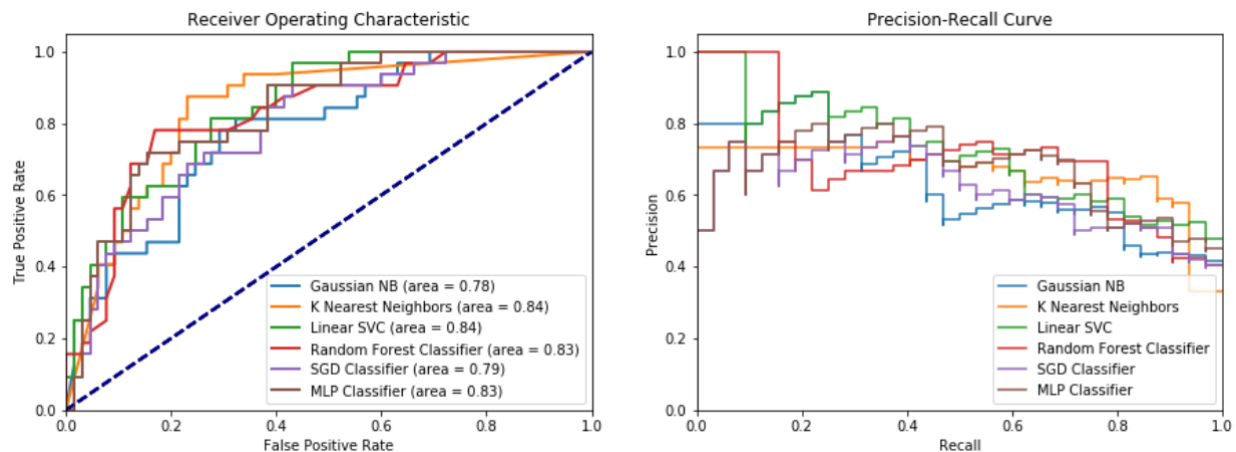 Receiver Operating Characteristic
1.0
0.8
0.6
0.4
0.2
0.0
True Positive Rate
Gaussian NB (area = 0.78)
K Nearest Neighbors (area = 0.84)
Linear SVC (area = 0.84)
Random Forest Classifier (area = 0.83)
SGD Classifier (area = 0.79)
MLP Classifier (area = 0.83)
0.0 0.2 0.4 0.6 0.8 1.0
False Positive Rate
Precision-Recall Curve
1.0
0.8
0.6
0.4
0.2
0.0
Precision
Gaussian NB
K Nearest Neighbors
Linear SVC
Random Forest Classifier
SGD Classifier
MLP Classifier
0.0 0.2 0.4 0.6 0.8 1.0
Recall